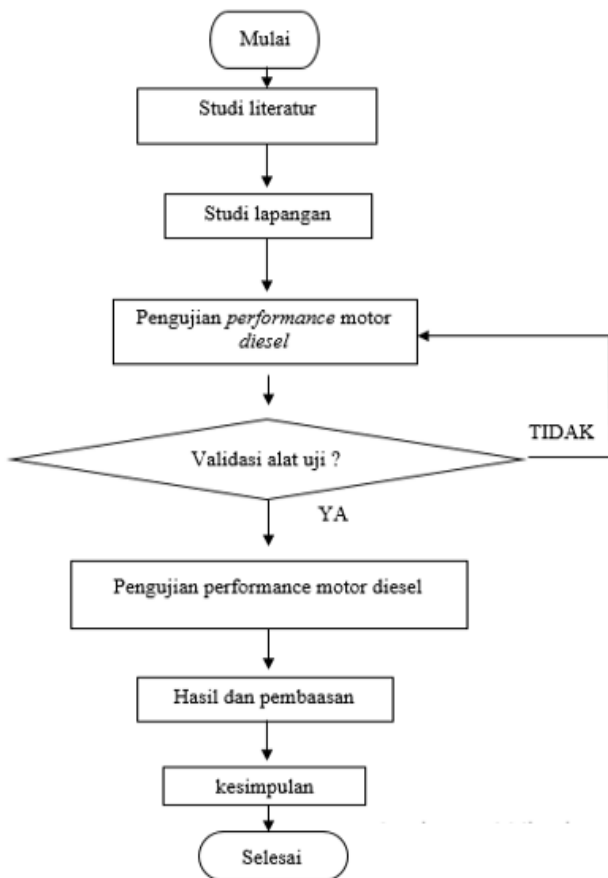 Mulai
Studi literatur
Studi lapangan
Pengujian performance motor
diesel
TIDAK
Validasi alat uji ?
YA
Pengujian performance motor diesel
Hasil dan pembaasan
kesimpulan
Selesai